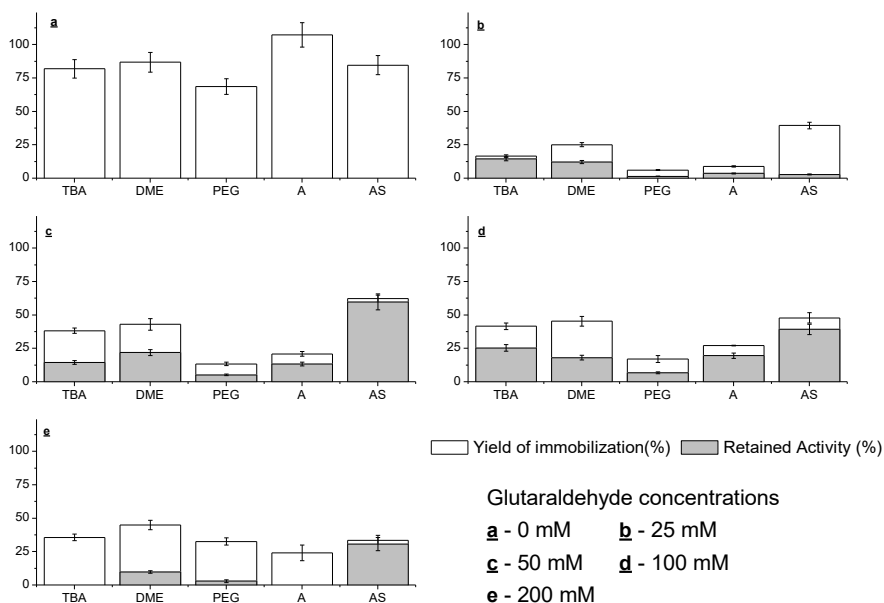 a
100
75
50
25
0
TBA DME PEG A AS
b
100
75
50
25
0
TBA DME PEG A AS
c
100
75
50
25
0
TBA DME PEG A AS
d
100
75
50
25
0
TBA DME PEG A AS
e
100
75
50
25
0
TBA DME PEG A AS
Yield of immobilization(%) Retained Activity (%)
Glutaraldehyde concentrations
a - 0 mM b - 25 mM
c - 50 mM d - 100 mM
e - 200 mM